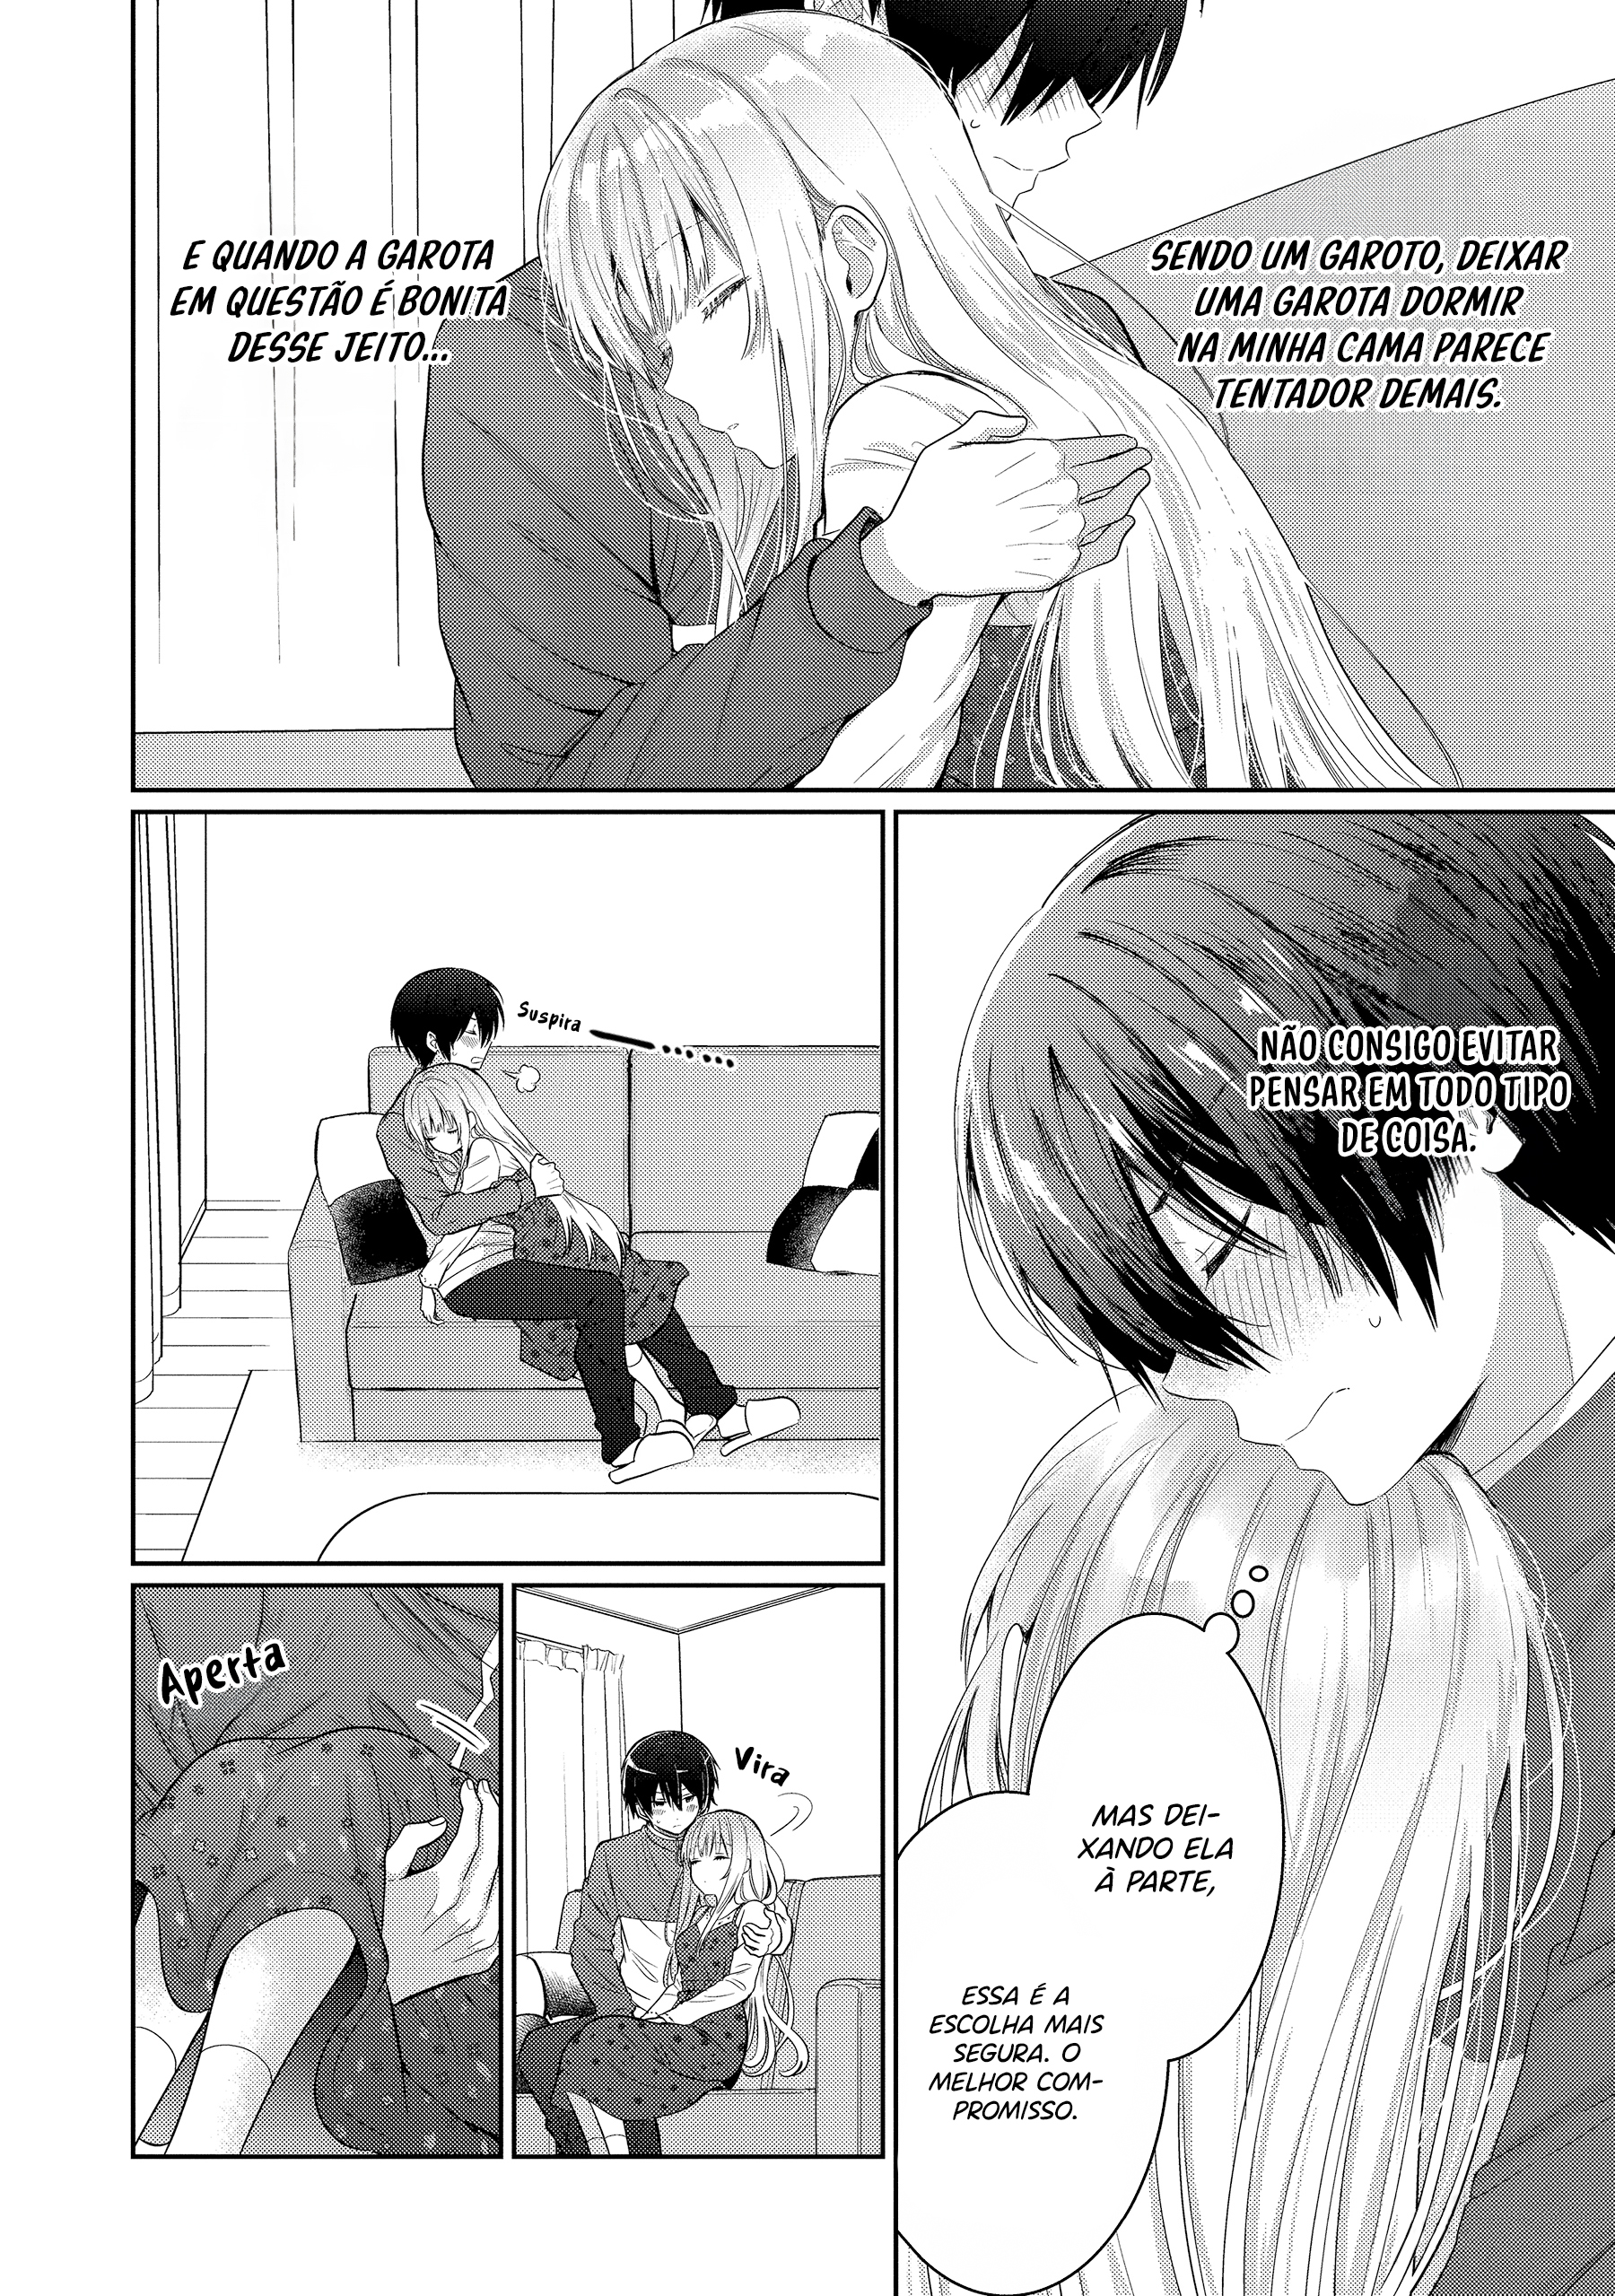 SENDO UM GAROTO, DEIXAR
UMA GAROTA DORMIR
NA MINHA CAMA PARECE
TENTADOR DEMAIS.
E QUANDO A GAROTA
EM QUESTÃO É BONITA
DESSE JEITO...
NÃO CONSIGO EVITAR
PENSAR EM TODO TIPO
DE COISA.
MAS DEI-
XANDO ELA
À PARTE,
ESSA É A
ESCOLHA MAIS
SEGURA. O
MELHOR COM-
PROMISSO.
Suspira
Vira
Aperta